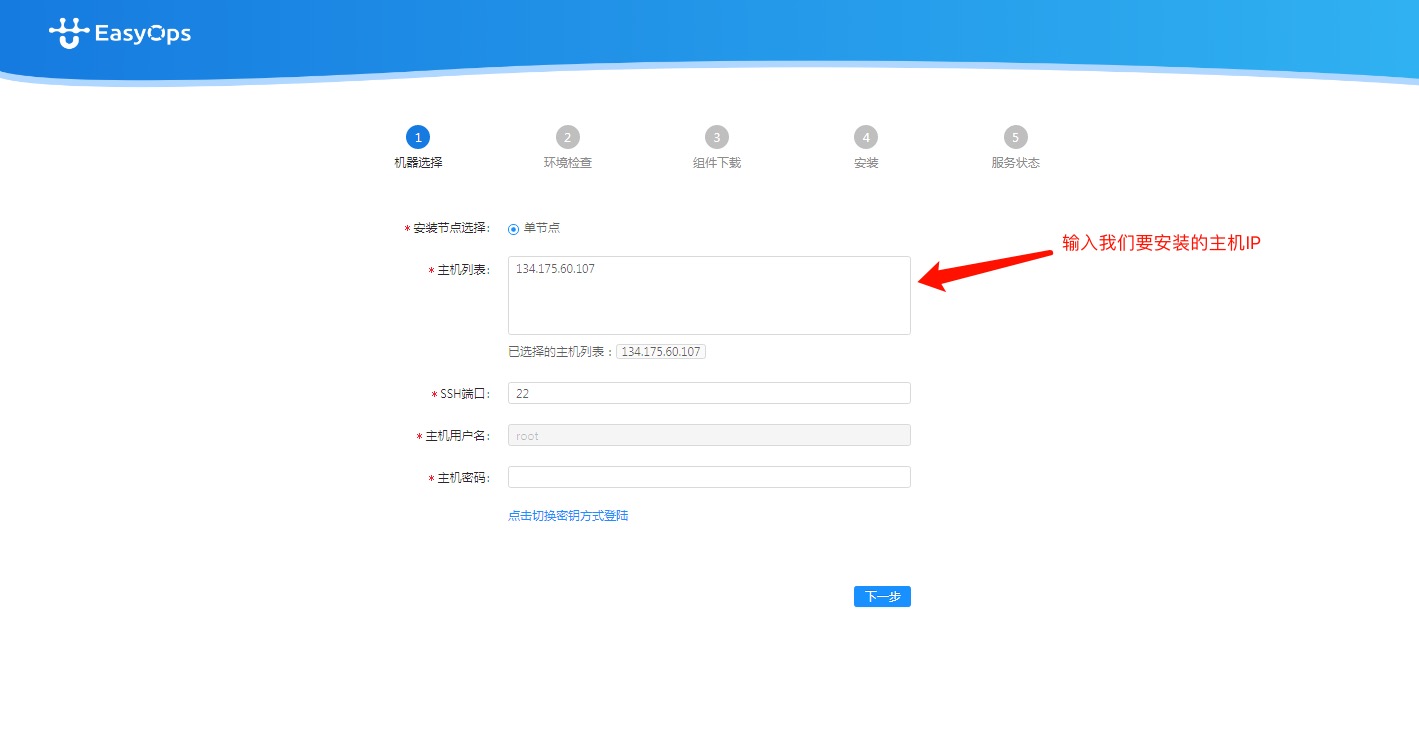 EasyOps
1 2 3 4 5
机器选择 环境检查 组件下载 安装 服务状态
* 安装节点选择: 单节点
输入我们要安装的主机IP
* 主机列表: 134.175.60.107
已选择的主机列表: 134.175.60.107
* SSH端口: 22
* 主机用户名: root
* 主机密码:
点击切换密钥方式登陆
下一步